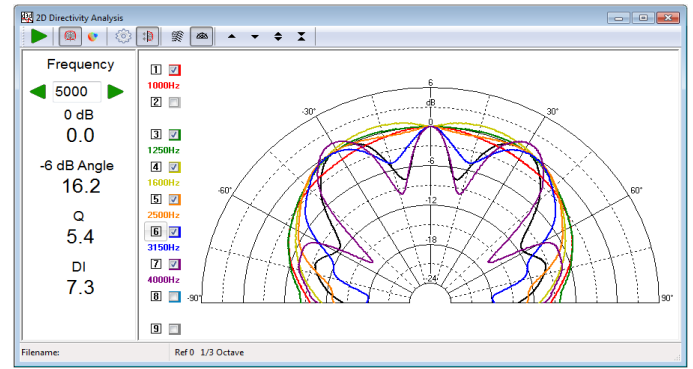 2D Directivity Analysis
Frequency
5000
0 dB
0.0
-6 dB Angle
16.2
Q
5.4
DI
7.3
1
1000Hz
2
3
1250Hz
4
1600Hz
5
2500Hz
6
3150Hz
7
4000Hz
8
9
6
dB
0
-6
-12
-18
-24
-30°
30°
-60°
60°
-90°
90°
Filename:
Ref 0 1/3 Octave